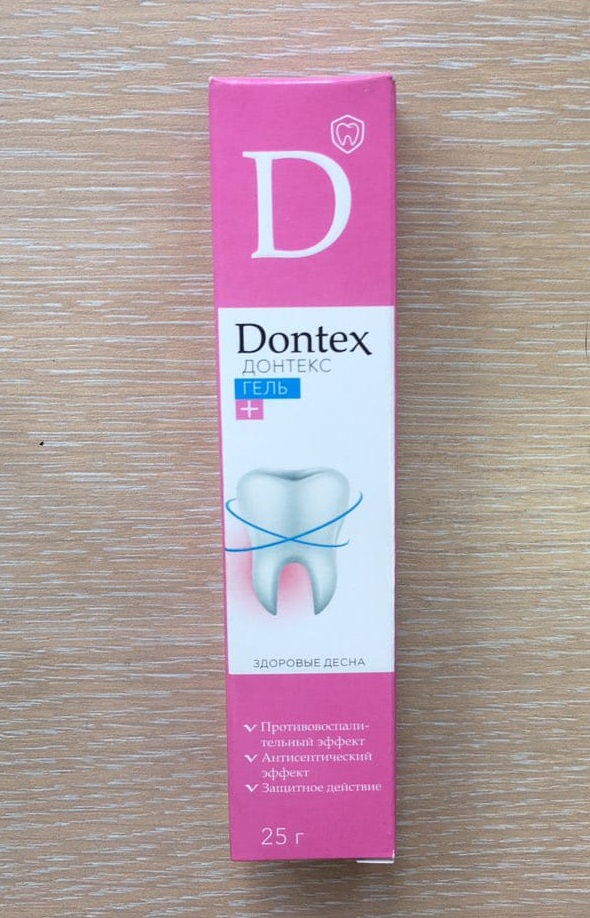 D
Dontex
ДОНТЕКС
ГЕЛЬ
+
ЗДОРОВЫЕ ДЕСНА
Противовоспали-
тельный эффект
Антисептический
эффект
Защитное действие
25 г